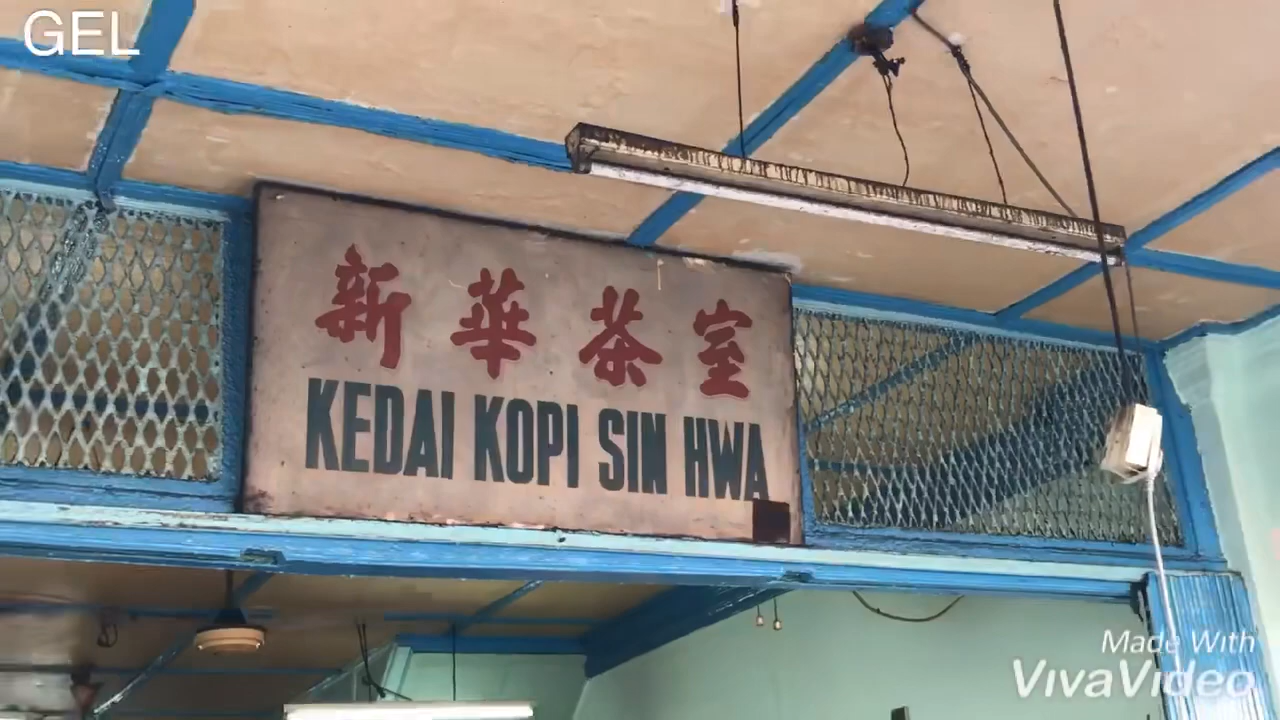 GEL
新華茶室
KEDAI KOPI SIN HWA
Made With
VivaVideo